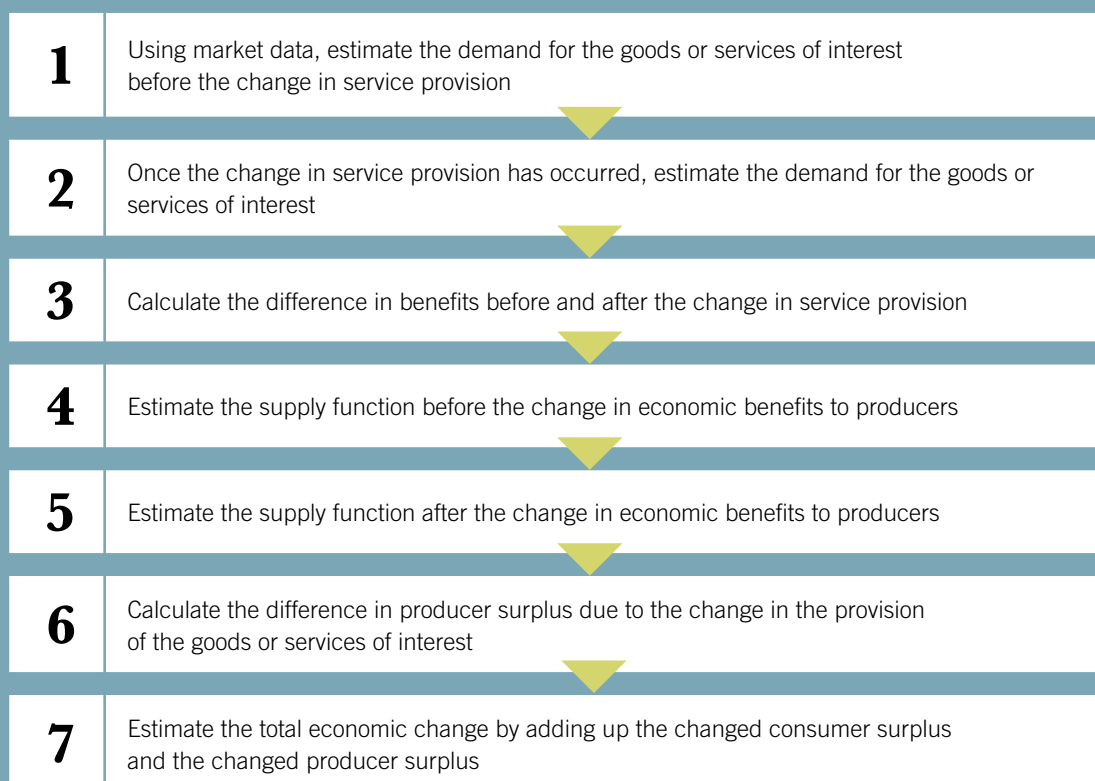 1
Using market data, estimate the demand for the goods or services of interest
before the change in service provision
2
Once the change in service provision has occurred, estimate the demand for the goods or
services of interest
3
Calculate the difference in benefits before and after the change in service provision
4
Estimate the supply function before the change in economic benefits to producers
5
Estimate the supply function after the change in economic benefits to producers
6
Calculate the difference in producer surplus due to the change in the provision
of the goods or services of interest
7
Estimate the total economic change by adding up the changed consumer surplus
and the changed producer surplus